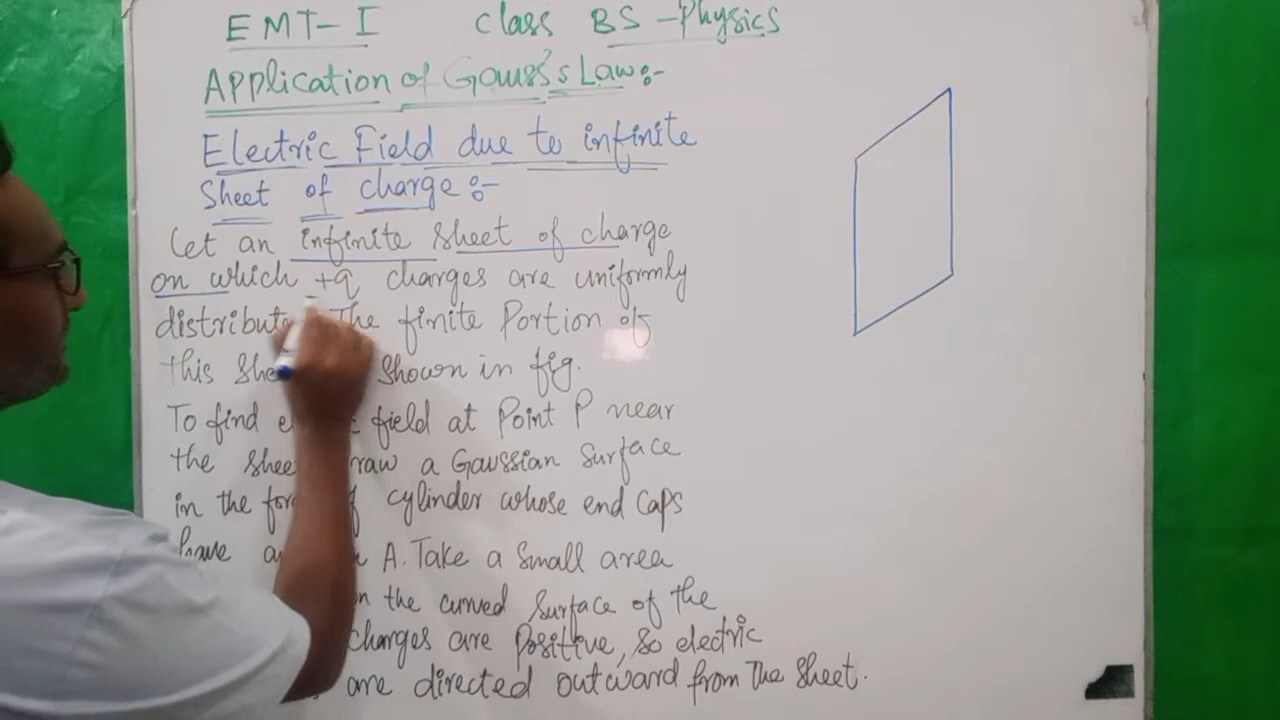 EMT-I Class BS-Physics
Application of Gauss's Law:-
Electric Field due to infinite
Sheet of charge:-
Let an infinite sheet of charge
on which +q charges are uniformly
The finite Portion of
this shown in fig.
To find field at Point P near
the a Gaussian Surface
in the cylinder whose end caps
have A. Take a small area
on the curved surface of the
charges are Positive, so electric
are directed outward from The sheet.